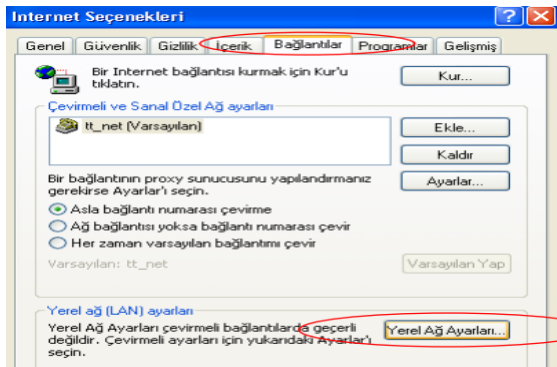 Internet Seçenekleri
Genel Güvenlik Gizlilik İçerik Bağlantılar Programlar Gelişmiş
Bir Internet bağlantısı kurmak için Kur'u
tıklatın.
Kur...
Çevirmeli ve Sanal Özel Ağ ayarları
tt_net (Varsayılan)
Ekle...
Kaldır
Bir bağlantının proxy sunucusunu yapılandırmanız
gerekirse Ayarlar'ı seçin.
Ayarlar...
Asla bağlantı numarası çevirme
Ağ bağlantısı yoksa bağlantı numarası çevir
Her zaman varsayılan bağlantımı çevir
Varsayılan: tt_net
Varsayılan Yap
Yerel ağ (LAN) ayarları
Yerel Ağ Ayarları çevirmeli bağlantılarda geçerli
değildir. Çevirmeli ayarları için yukarıdaki Ayarlar'ı
seçin.
Yerel Ağ Ayarları...